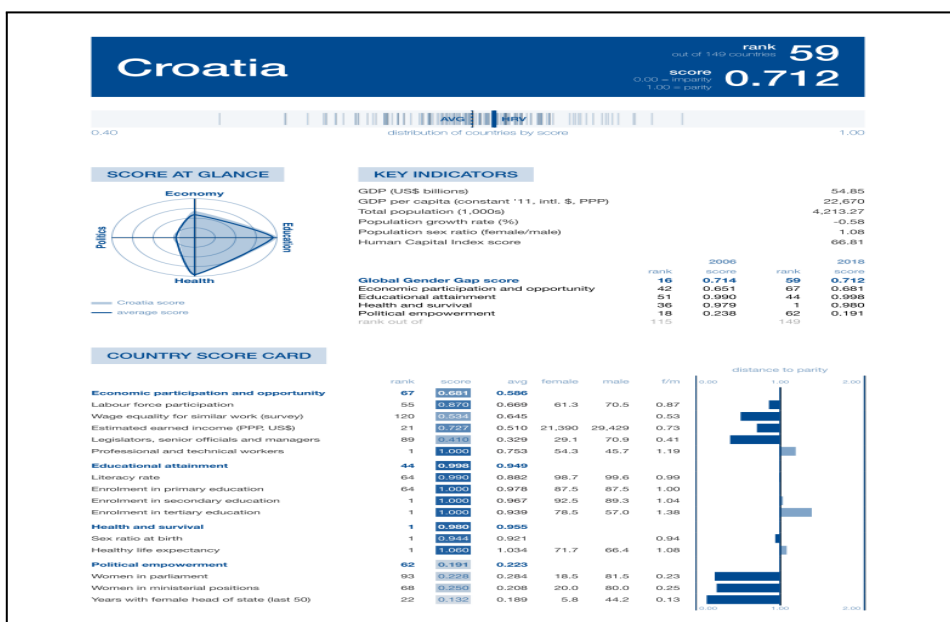 Croatia
rank 59
out of 149 countries
score 0.712
0.00 = imparity
1.00 = parity
AVG HRV
0.40 distribution of countries by score 1.00
SCORE AT GLANCE
Economy
Politics
Education
Health
Croatia score
average score
KEY INDICATORS
GDP (US$ billions) 54.85
GDP per capita (constant '11, intl. $, PPP) 22,670
Total population (1,000s) 4,213.27
Population growth rate (%) -0.58
Population sex ratio (female/male) 1.08
Human Capital Index score 66.81
2006 2018
rank score rank score
Global Gender Gap score 16 0.714 59 0.712
Economic participation and opportunity 42 0.651 67 0.681
Educational attainment 51 0.990 44 0.998
Health and survival 36 0.979 1 0.980
Political empowerment 18 0.238 62 0.191
rank out of 115 149
COUNTRY SCORE CARD
distance to parity
rank score avg female male f/m 0.00 1.00 2.00
Economic participation and opportunity 67 0.681 0.586
Labour force participation 55 0.870 0.669 61.3 70.5 0.87
Wage equality for similar work (survey) 120 0.534 0.645 0.53
Estimated earned income (PPP, US$) 21 0.727 0.510 21,390 29,429 0.73
Legislators, senior officials and managers 89 0.410 0.329 29.1 70.9 0.41
Professional and technical workers 1 1.000 0.753 54.3 45.7 1.19
Educational attainment 44 0.998 0.949
Literacy rate 64 0.990 0.882 98.7 99.6 0.99
Enrolment in primary education 64 1.000 0.978 87.5 87.5 1.00
Enrolment in secondary education 1 1.000 0.967 92.5 89.3 1.04
Enrolment in tertiary education 1 1.000 0.939 78.5 57.0 1.38
Health and survival 1 0.980 0.955
Sex ratio at birth 1 0.944 0.921 0.94
Healthy life expectancy 1 1.060 1.034 71.7 66.4 1.08
Political empowerment 62 0.191 0.223
Women in parliament 93 0.228 0.284 18.5 81.5 0.23
Women in ministerial positions 68 0.250 0.208 20.0 80.0 0.25
Years with female head of state (last 50) 22 0.132 0.189 5.8 44.2 0.13
0.00 1.00 2.00